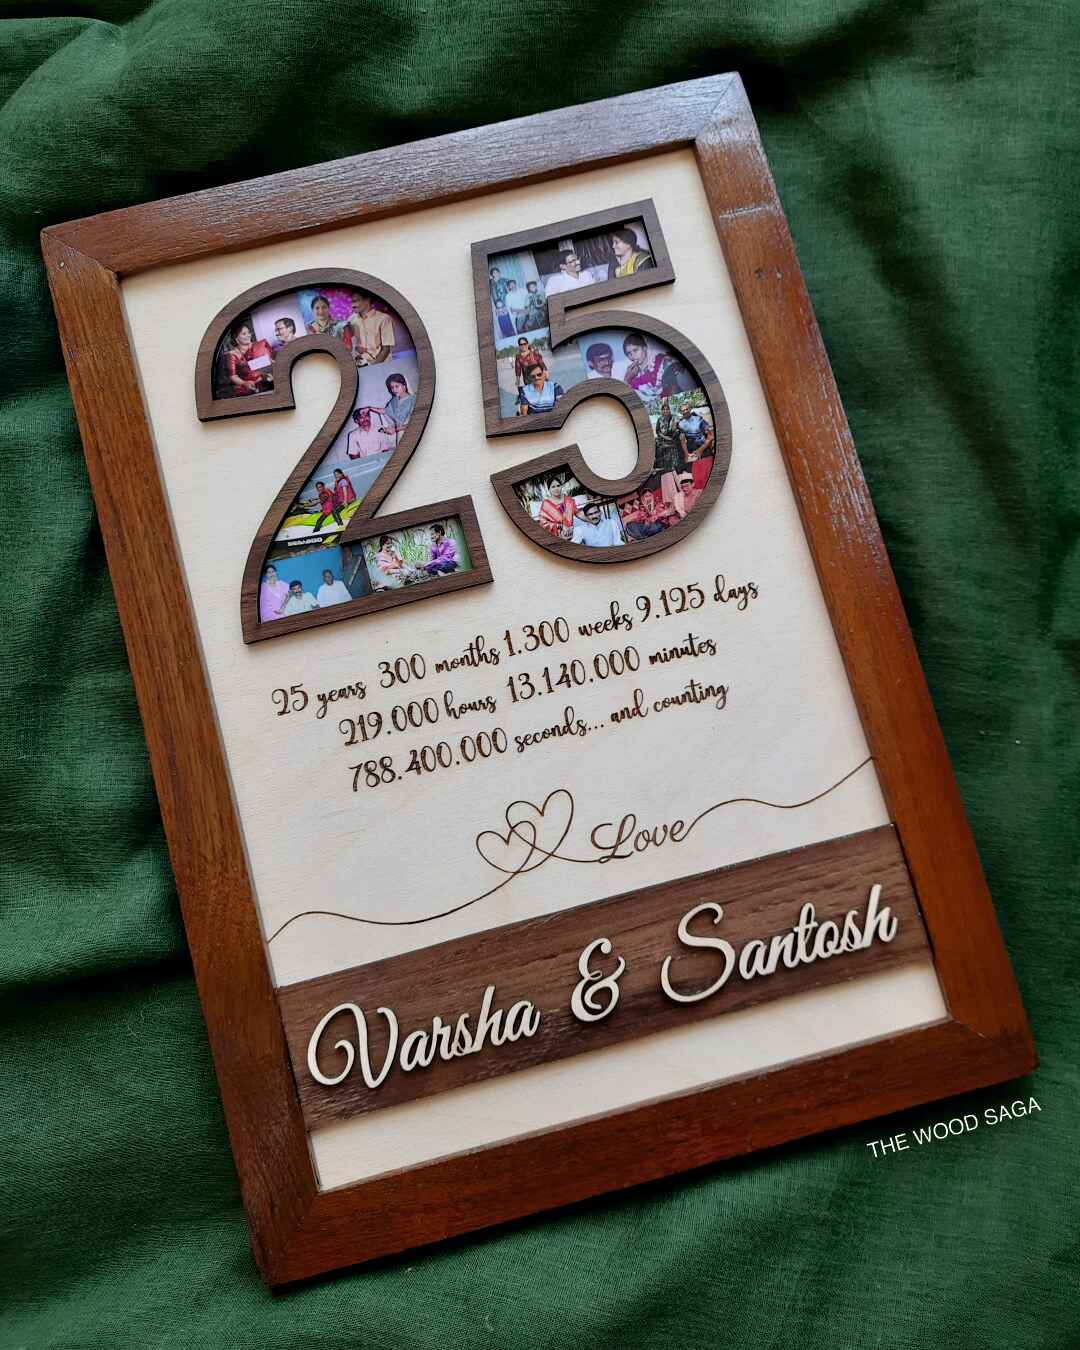 25
25 years 300 months 1.300 weeks 9.125 days
219.000 hours 13.140.000 minutes
788.400.000 seconds... and counting
Love
Varsha & Santosh
THE WOOD SAGA